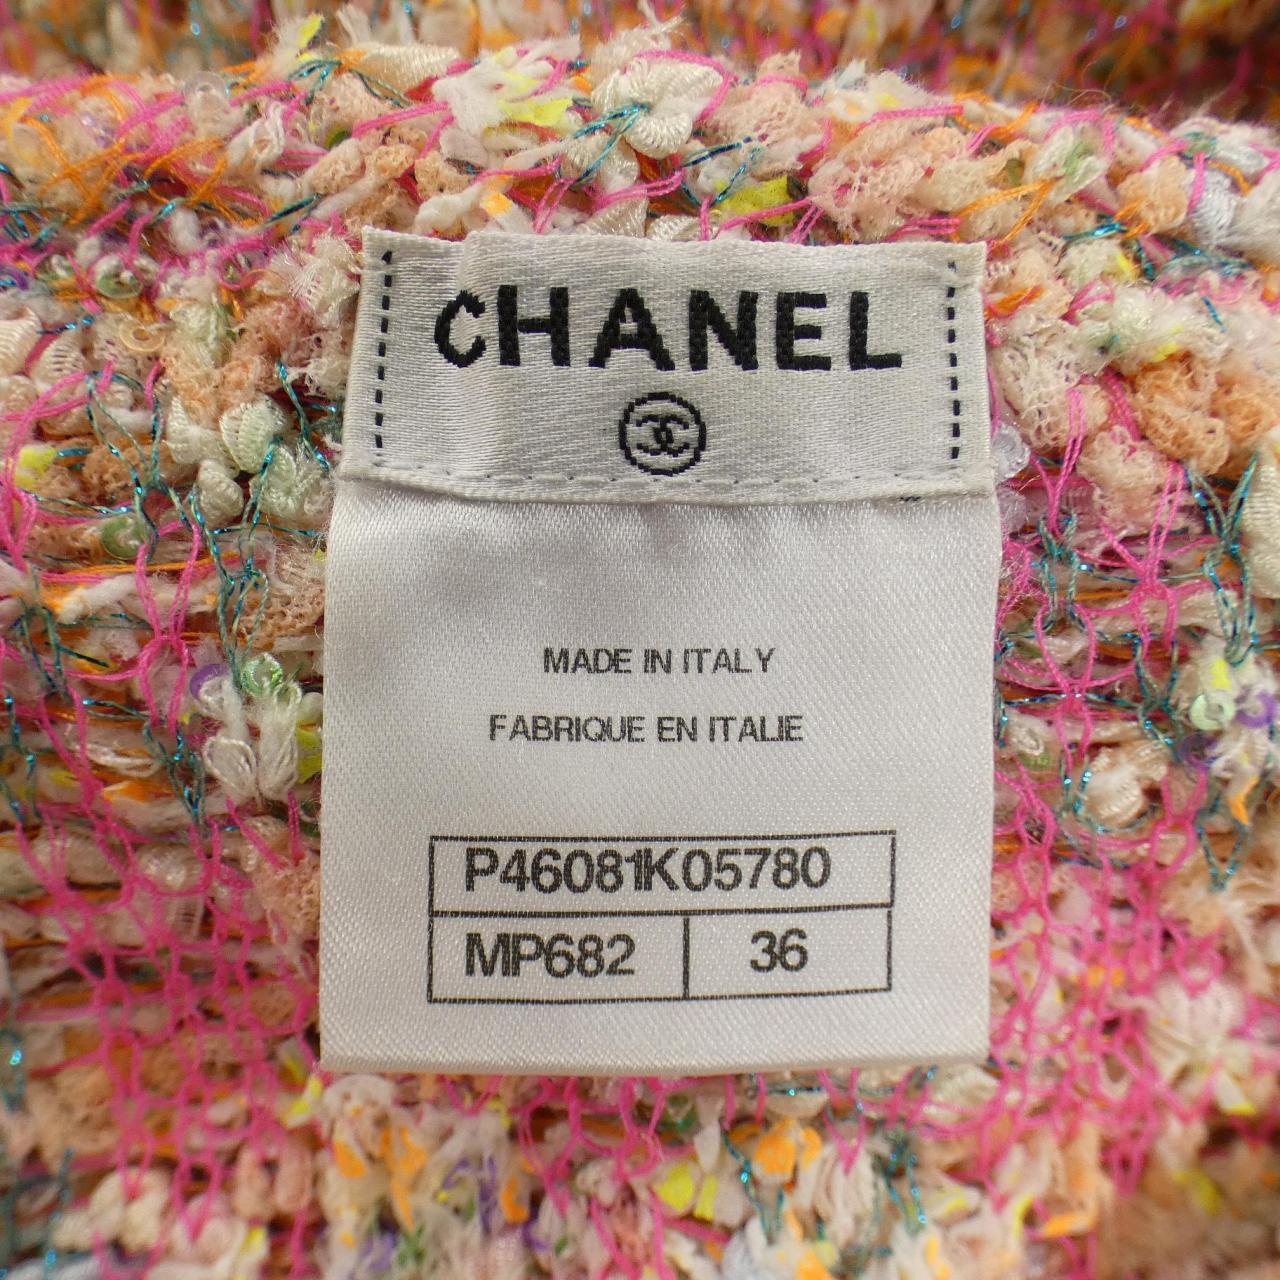 CHANEL
MADE IN ITALY
FABRIQUE EN ITALIE
P46081K05780
MP682 36